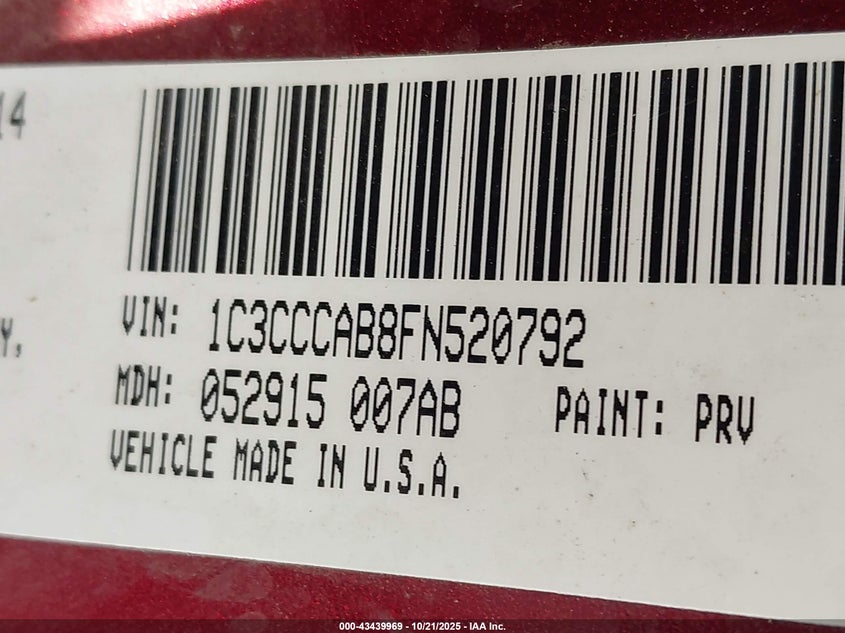 14
Y,
VIN: 1C3CCCAB8FN520792
MDH: 052915 007AB PAINT: PRV
VEHICLE MADE IN U.S.A.
000-43439969 - 10/21/2025 - IAA Inc.